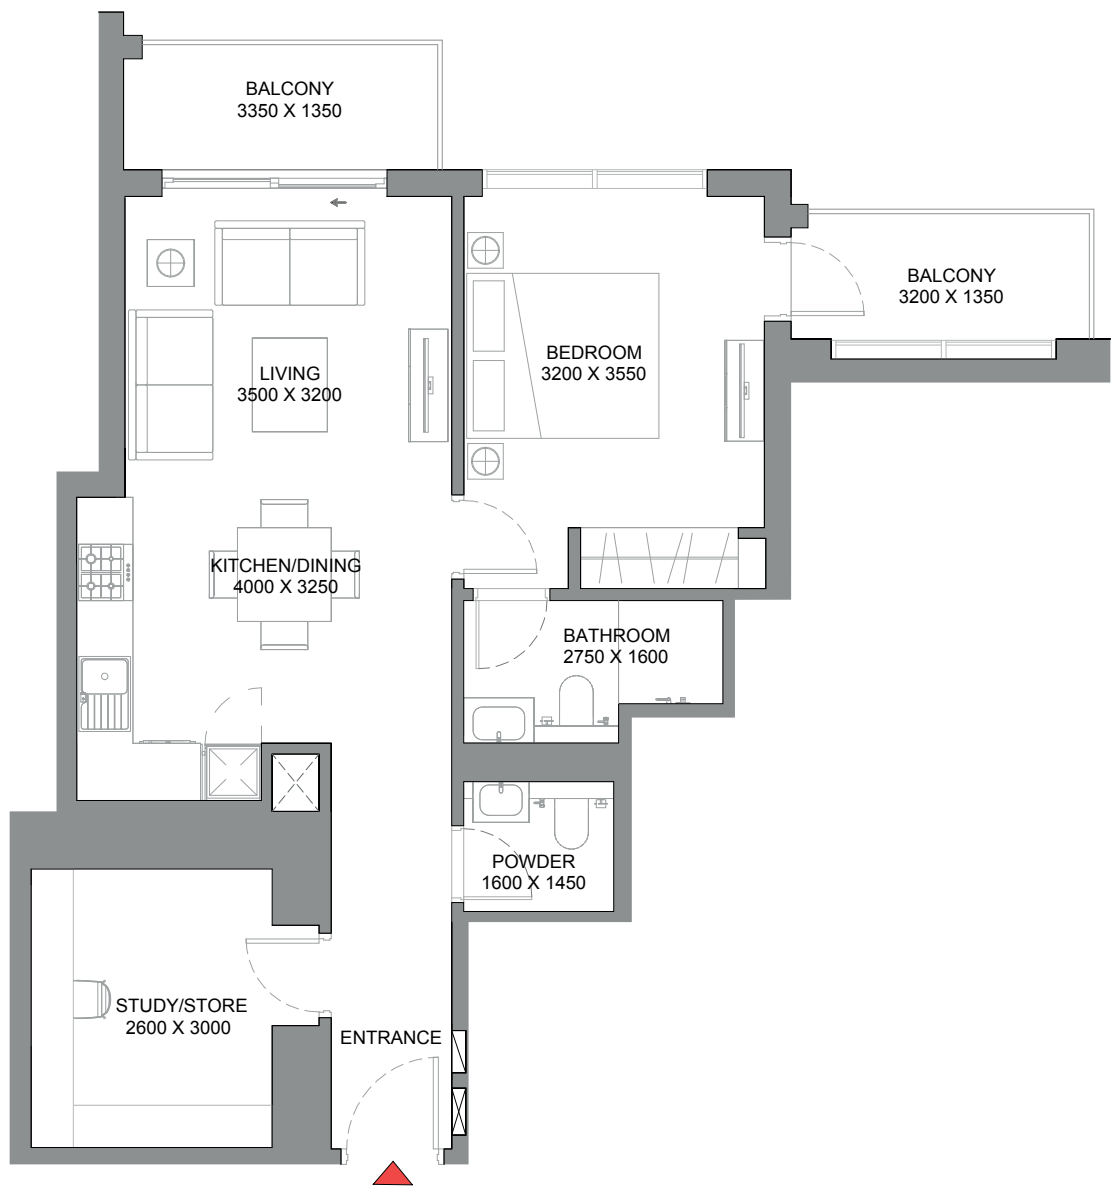 BALCONY
3350 X 1350
BALCONY
3200 X 1350
BEDROOM
3200 X 3550
LIVING
3500 X 3200
KITCHEN/DINING
4000 X 3250
BATHROOM
2750 X 1600
POWDER
1600 X 1450
STUDY/STORE
2600 X 3000
ENTRANCE